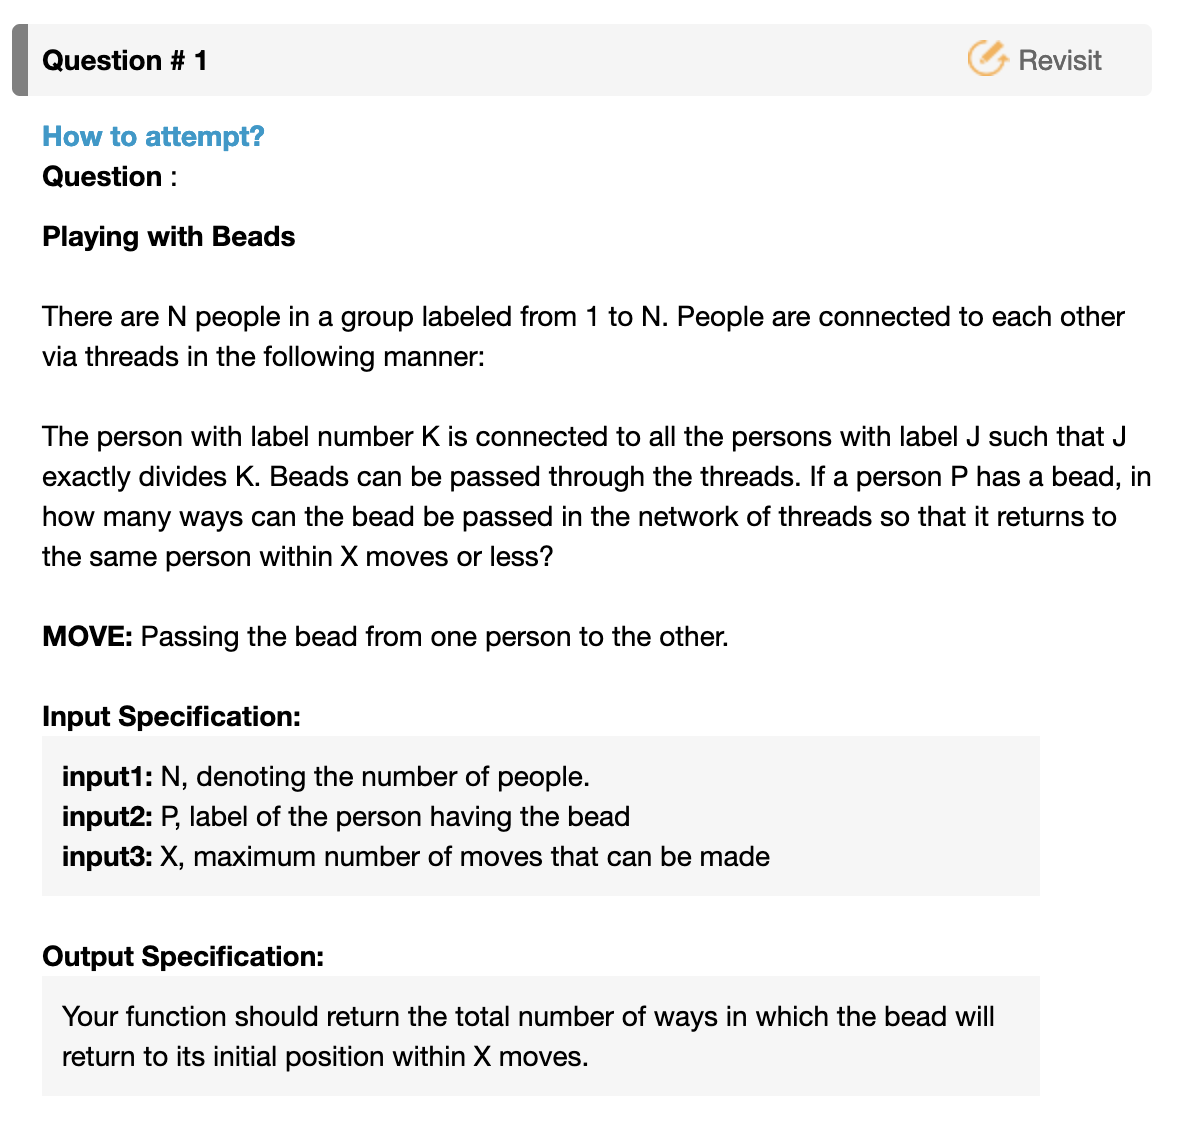 Question # 1
Revisit
How to attempt?
Question :
Playing with Beads
There are N people in a group labeled from 1 to N. People are connected to each other
via threads in the following manner:
The person with label number K is connected to all the persons with label J such that J
exactly divides K. Beads can be passed through the threads. If a person P has a bead, in
how many ways can the bead be passed in the network of threads so that it returns to
the same person within X moves or less?
MOVE: Passing the bead from one person to the other.
Input Specification:
input1: N, denoting the number of people.
input2: P, label of the person having the bead
input3: X, maximum number of moves that can be made
Output Specification:
Your function should return the total number of ways in which the bead will
return to its initial position within X moves.